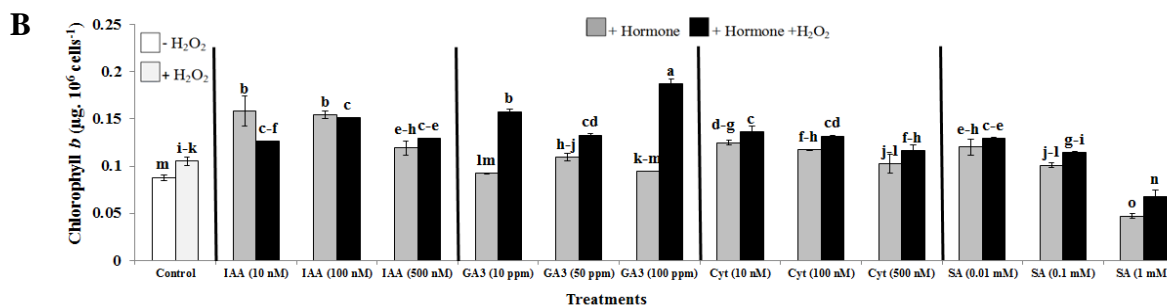 B
Chlorophyll b (µg. 10⁶ cells⁻¹)
0.25
0.2
0.15
0.1
0.05
0
- H₂O₂
+ H₂O₂
+ Hormone
+ Hormone +H₂O₂
m
i-k
b
c-f
b
c
e-h
c-e
lm
b
h-j
cd
k-m
a
d-g
c
f-h
cd
j-l
f-h
e-h
c-e
j-l
g-i
o
n
Control
IAA (10 nM)
IAA (100 nM)
IAA (500 nM)
GA3 (10 ppm)
GA3 (50 ppm)
GA3 (100 ppm)
Cyt (10 nM)
Cyt (100 nM)
Cyt (500 nM)
SA (0.01 mM)
SA (0.1 mM)
SA (1 mM
Treatments